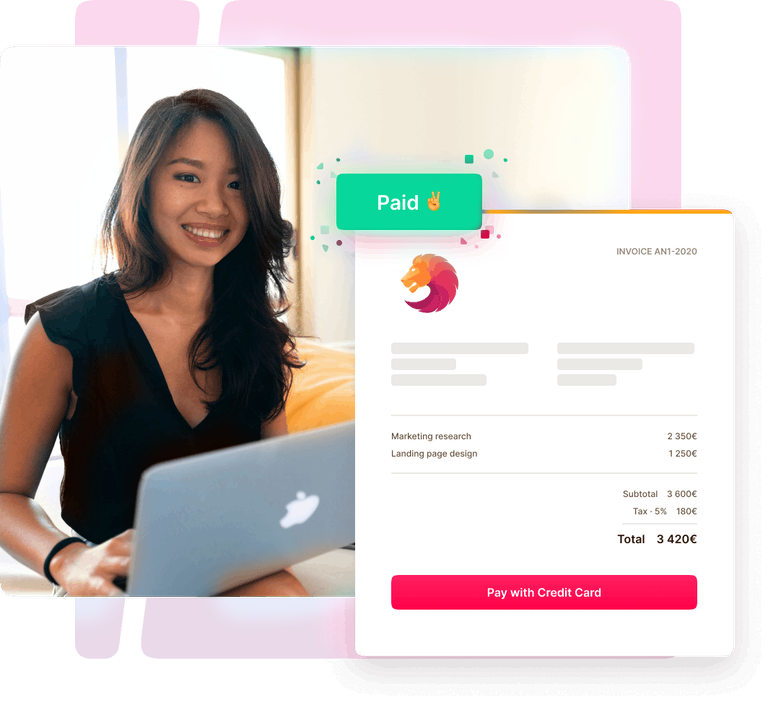 Paid ✌
INVOICE AN1-2020
Marketing research 2 350€
Landing page design 1 250€
Subtotal 3 600€
Tax · 5% 180€
Total 3 420€
Pay with Credit Card